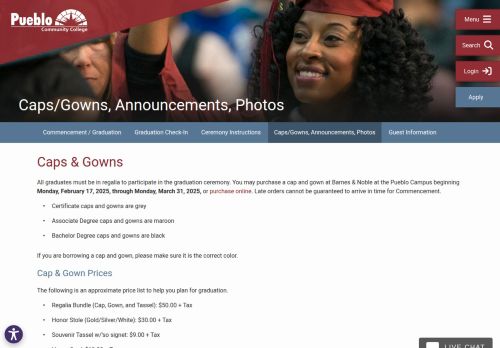 Pueblo
Community College
Menu
Search
Login
Apply
Caps/Gowns, Announcements, Photos
Commencement / Graduation
Graduation Check-In
Ceremony Instructions
Caps/Gowns, Announcements, Photos
Guest Information
Caps & Gowns
All graduates must be in regalia to participate in the graduation ceremony. You may purchase a cap and gown at Barnes & Noble at the Pueblo Campus beginning
Monday, February 17, 2025, through Monday, March 31, 2025, or purchase online. Late orders cannot be guaranteed to arrive in time for Commencement.
• Certificate caps and gowns are grey
• Associate Degree caps and gowns are maroon
• Bachelor Degree caps and gowns are black
If you are borrowing a cap and gown, please make sure it is the correct color.
Cap & Gown Prices
The following is an approximate price list to help you plan for graduation.
• Regalia Bundle (Cap, Gown, and Tassel): $50.00 + Tax
• Honor Stole (Gold/Silver/White): $30.00 + Tax
• Souvenir Tassel w/'so signet: $9.00 + Tax
LIVE CHAT